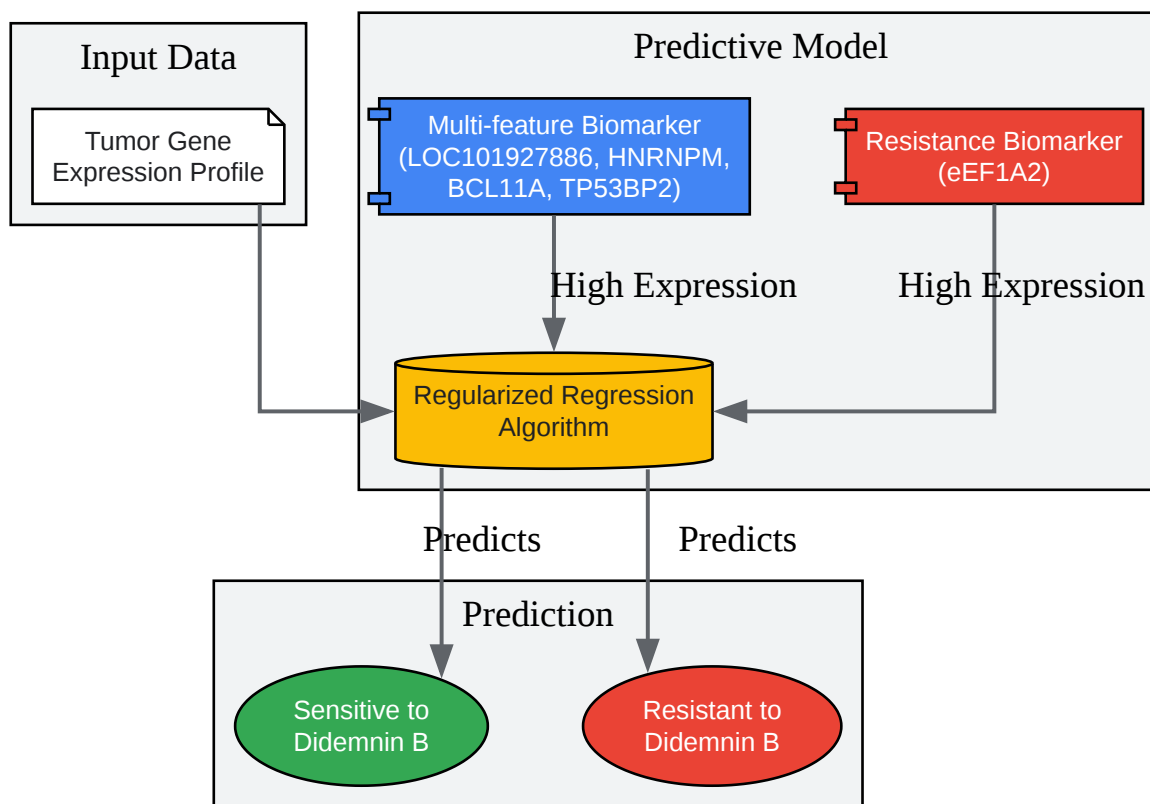 Input Data
Tumor Gene
Expression Profile
Predictive Model
Multi-feature Biomarker
(LOC101927886, HNRNPM,
BCL11A, TP53BP2)
Resistance Biomarker
(eEF1A2)
High Expression
High Expression
Regularized Regression
Algorithm
Predicts
Predicts
Prediction
Sensitive to
Didemnin B
Resistant to
Didemnin B